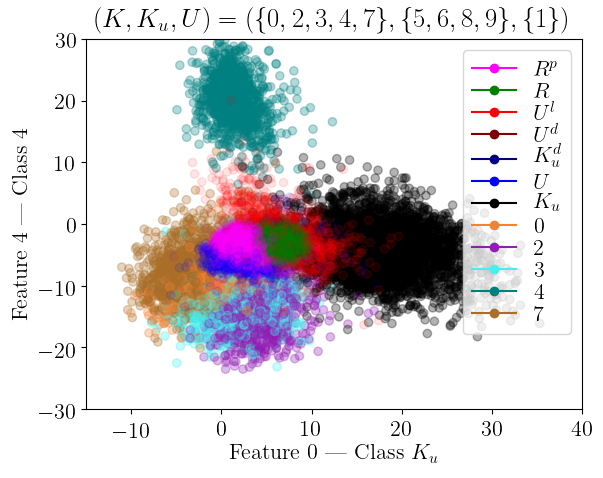 (K, K_u, U) = ({0, 2, 3, 4, 7}, {5, 6, 8, 9}, {1})
30
20
10
0
−10
−20
−30
Feature 4 — Class 4
R^p
R
U^l
U^d
K_u^d
U
K_u
0
2
3
4
7
−10
0
10
20
30
40
Feature 0 — Class K_u